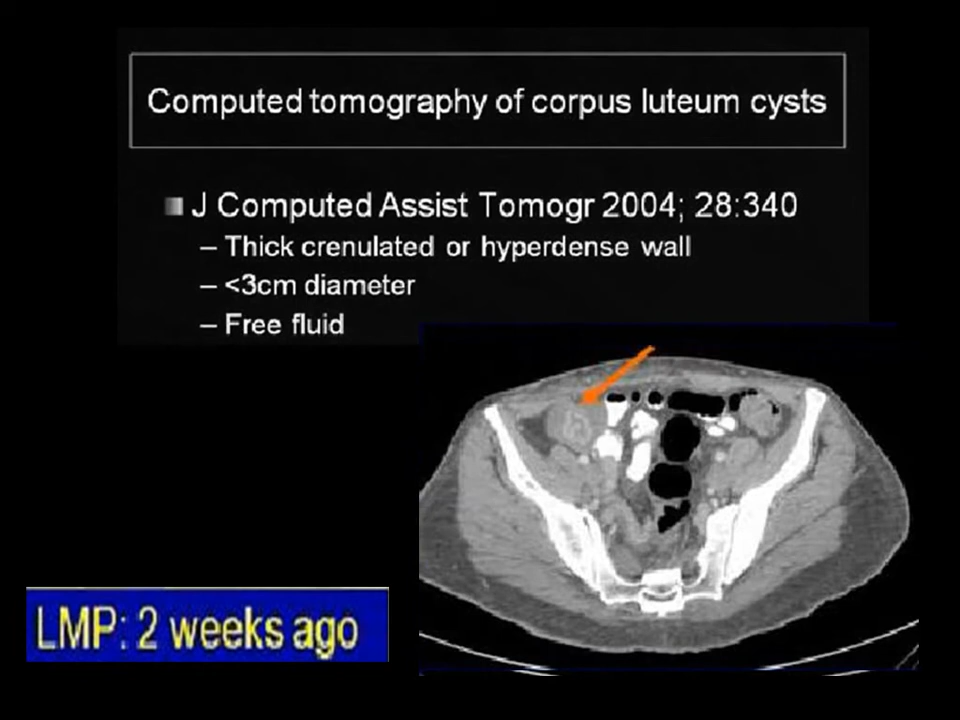 Computed tomography of corpus luteum cysts
J Computed Assist Tomogr 2004; 28:340
– Thick crenulated or hyperdense wall
– <3cm diameter
– Free fluid
LMP: 2 weeks ago